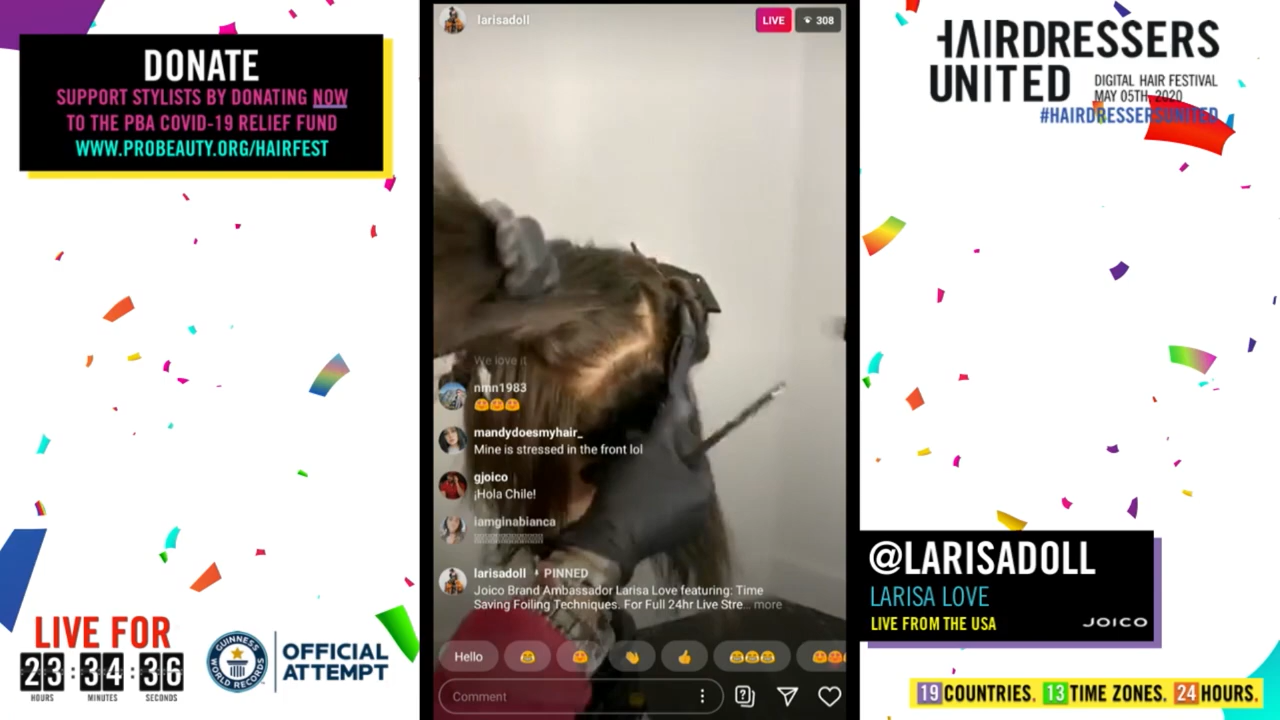 DONATE
SUPPORT STYLISTS BY DONATING NOW
TO THE PBA COVID-19 RELIEF FUND
WWW.PROBEAUTY.ORG/HAIRFEST
larisadoll
LIVE
308
HAIRDRESSERS
UNITED
DIGITAL HAIR FESTIVAL
MAY 05TH, 2020
#HAIRDRESSERSUNITED
We love it
nmn1983
mandydoesmyhair_
Mine is stressed in the front lol
gjoico
¡Hola Chile!
iamginabianca
larisadoll PINNED
Joico Brand Ambassador Larisa Love featuring: Time
Saving Foiling Techniques. For Full 24hr Live Stre... more
Hello
Comment
LIVE FOR
23:34:36
HOURS MINUTES SECONDS
GUINNESS
WORLD RECORDS
OFFICIAL
ATTEMPT
@LARISADOLL
LARISA LOVE
LIVE FROM THE USA
JOICO
19 COUNTRIES. 13 TIME ZONES. 24 HOURS.